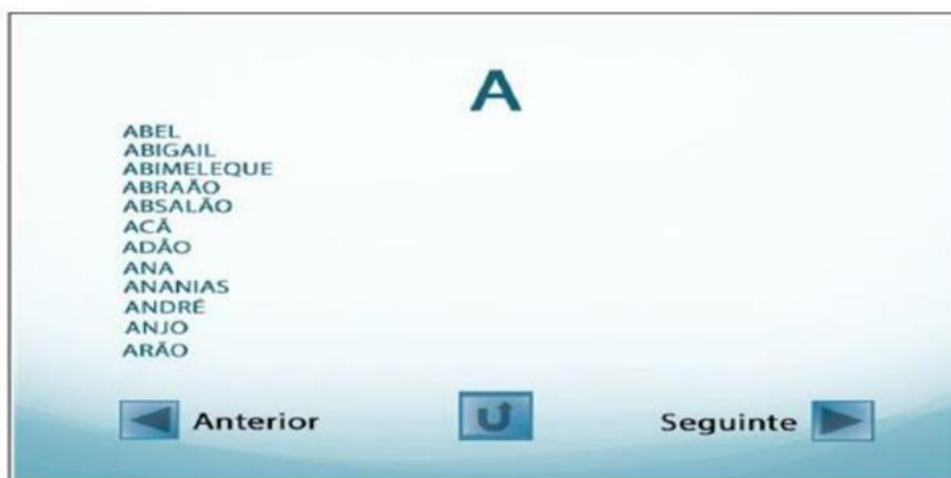 A
ABEL
ABIGAIL
ABIMELEQUE
ABRAÃO
ABSALÃO
ACÃ
ADÃO
ANA
ANANIAS
ANDRÉ
ANJO
ARÃO
Anterior
Seguinte